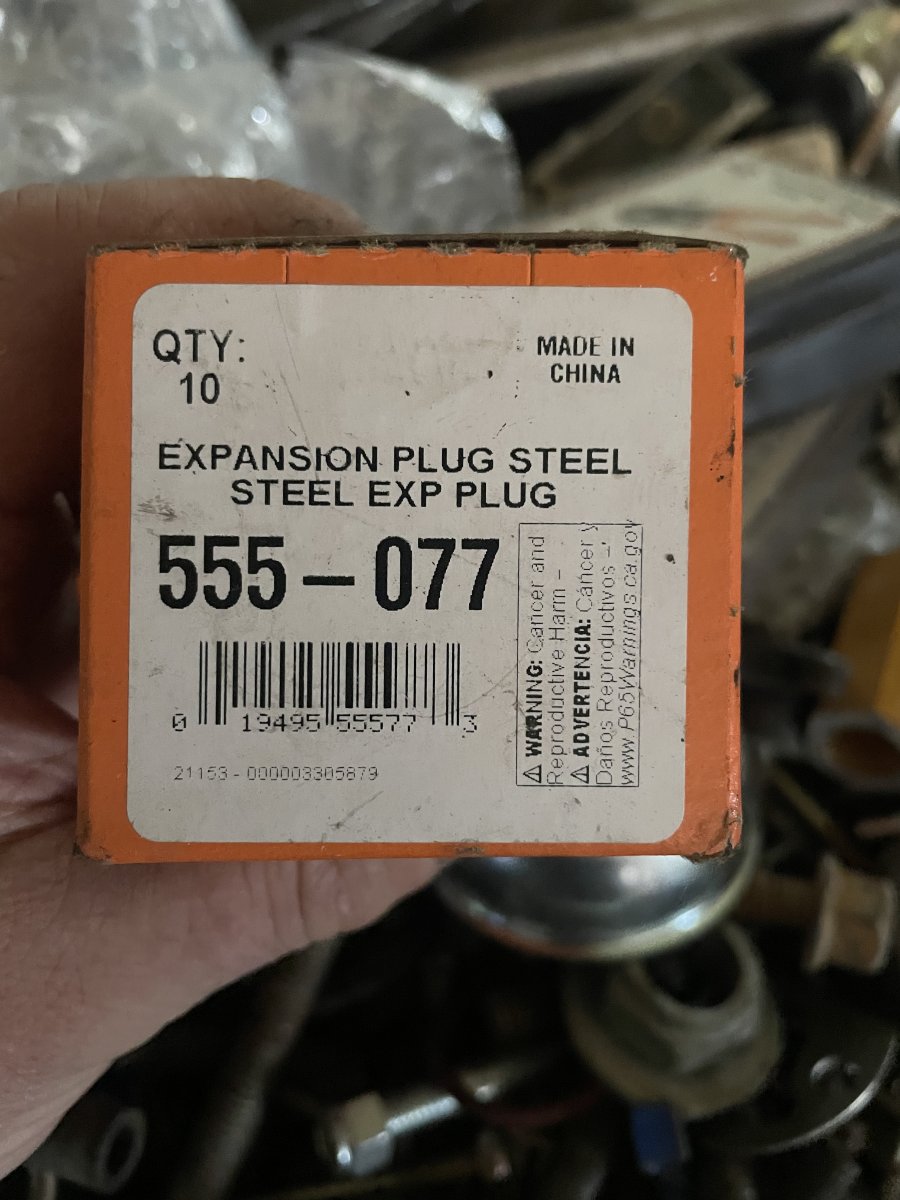 QTY:
10
MADE IN
CHINA
EXPANSION PLUG STEEL
STEEL EXP PLUG
555-077
0 19495 55577 3
21153-000003305879
⚠ WARNING: Cancer and
Reproductive Harm -
⚠ ADVERTENCIA: Cáncer y
Daños Reproductivos -
www.P65Warnings.ca.gov